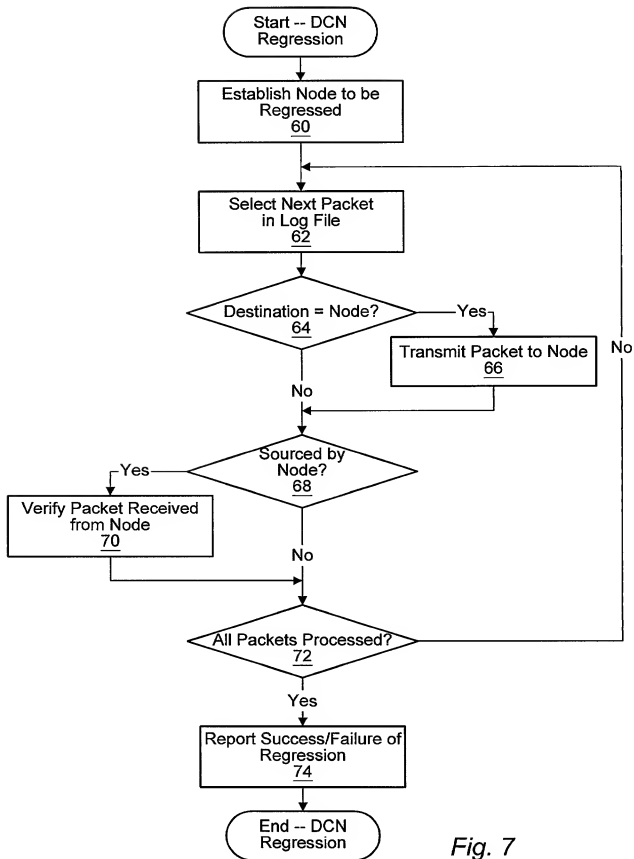 Start -- DCN
Regression
Establish Node to be
Regressed
60
Select Next Packet
in Log File
62
Destination = Node?
64
Yes
Transmit Packet to Node
66
No
No
Sourced by
Node?
68
Yes
Verify Packet Received
from Node
70
No
All Packets Processed?
72
Yes
Report Success/Failure of
Regression
74
End -- DCN
Regression
Fig. 7